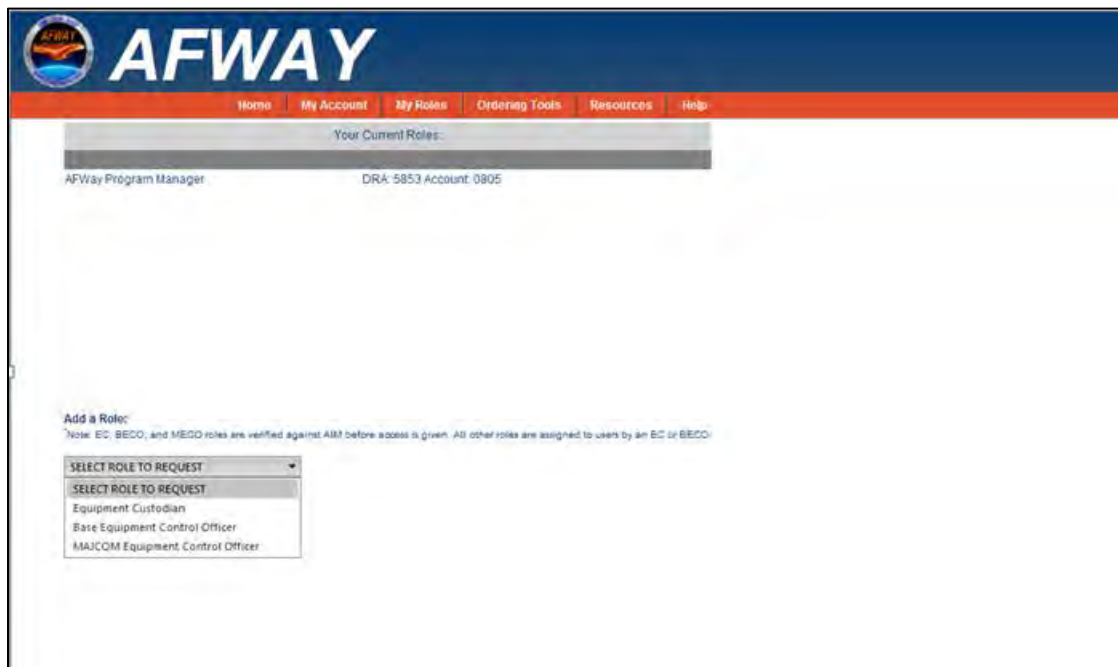 AFWAY
AFWAY
Home My Account My Roles Ordering Tools Resources Help
Your Current Roles:
AFWay Program Manager DRA: 5853 Account: 0805
Add a Role:
*Note: EC, BECO, and MECO roles are verified against AIM before access is given. All other roles are assigned to users by an EC or BECO.
SELECT ROLE TO REQUEST
SELECT ROLE TO REQUEST
Equipment Custodian
Base Equipment Control Officer
MAJCOM Equipment Control Officer